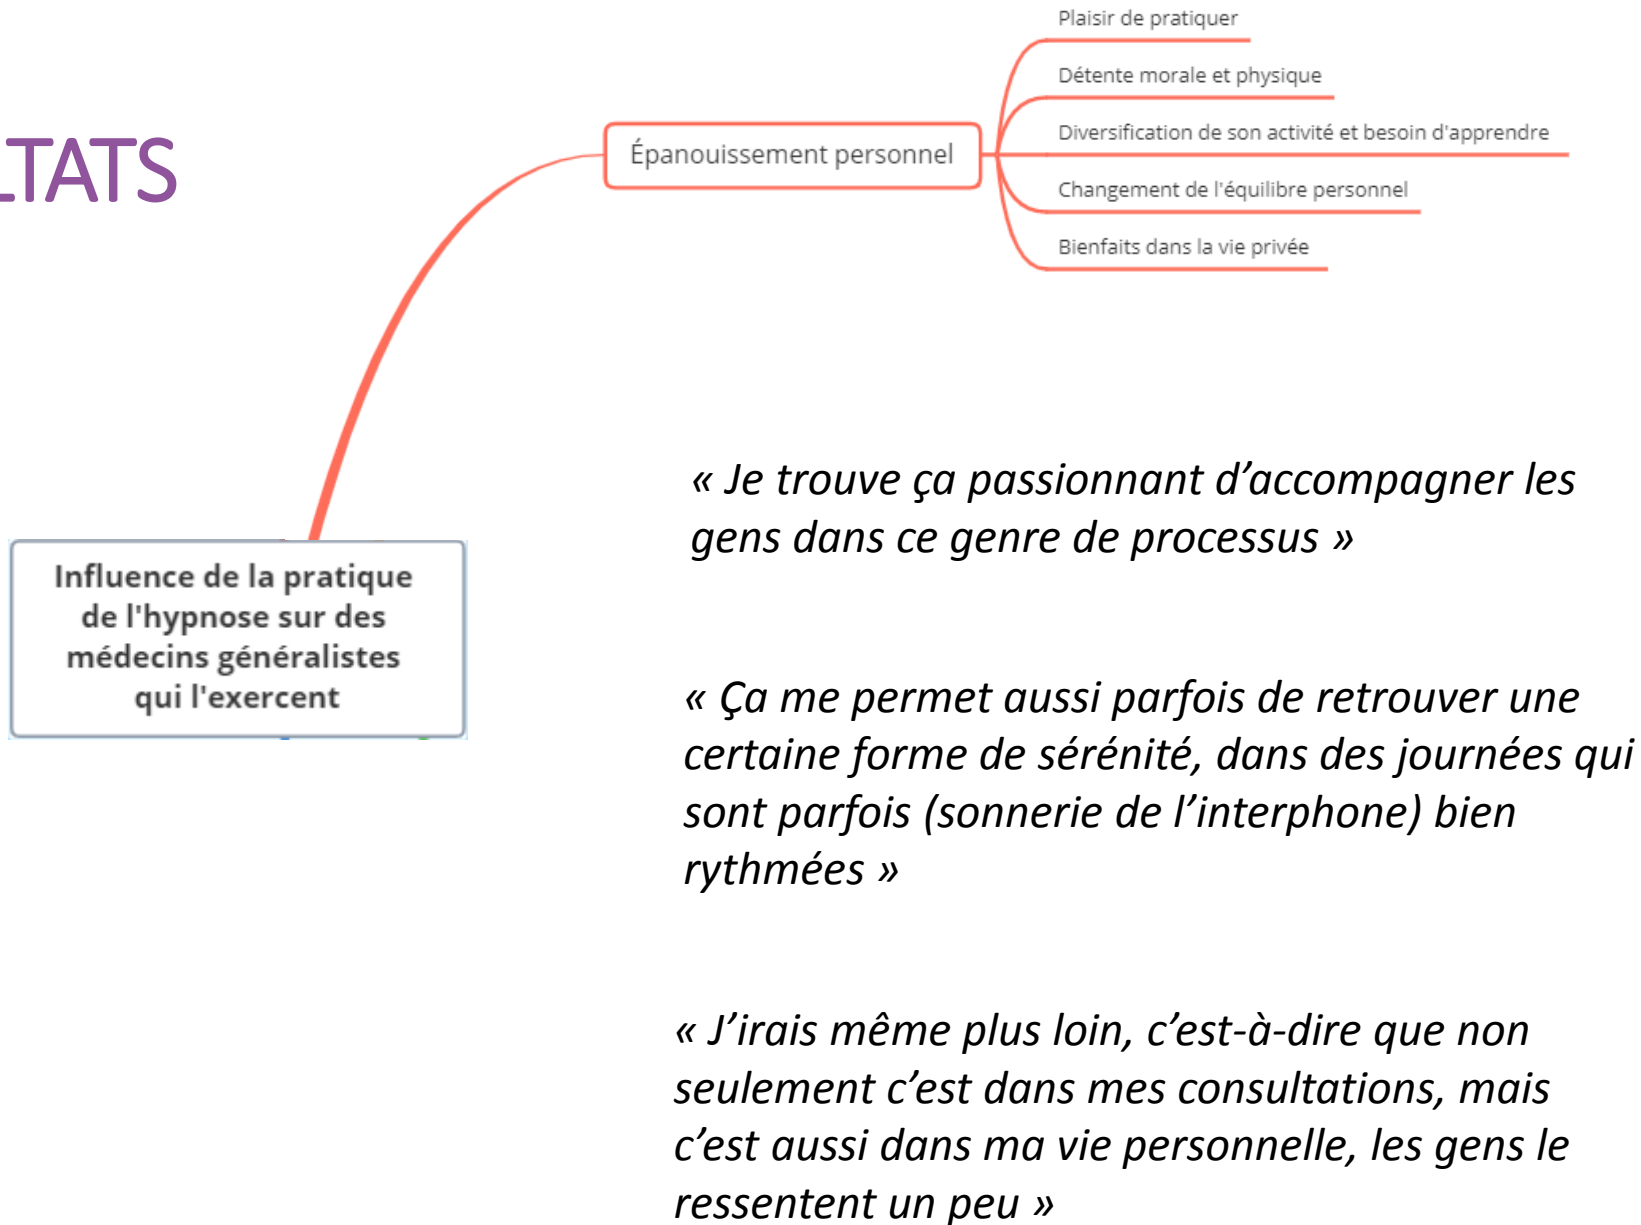 LTATS
Épanouissement personnel
Plaisir de pratiquer
Détente morale et physique
Diversification de son activité et besoin d'apprendre
Changement de l'équilibre personnel
Bienfaits dans la vie privée
Influence de la pratique
de l'hypnose sur des
médecins généralistes
qui l'exercent
« Je trouve ça passionnant d’accompagner les
gens dans ce genre de processus »
« Ça me permet aussi parfois de retrouver une
certaine forme de sérénité, dans des journées qui
sont parfois (sonnerie de l’interphone) bien
rythmées »
« J’irais même plus loin, c’est-à-dire que non
seulement c’est dans mes consultations, mais
c’est aussi dans ma vie personnelle, les gens le
ressentent un peu »